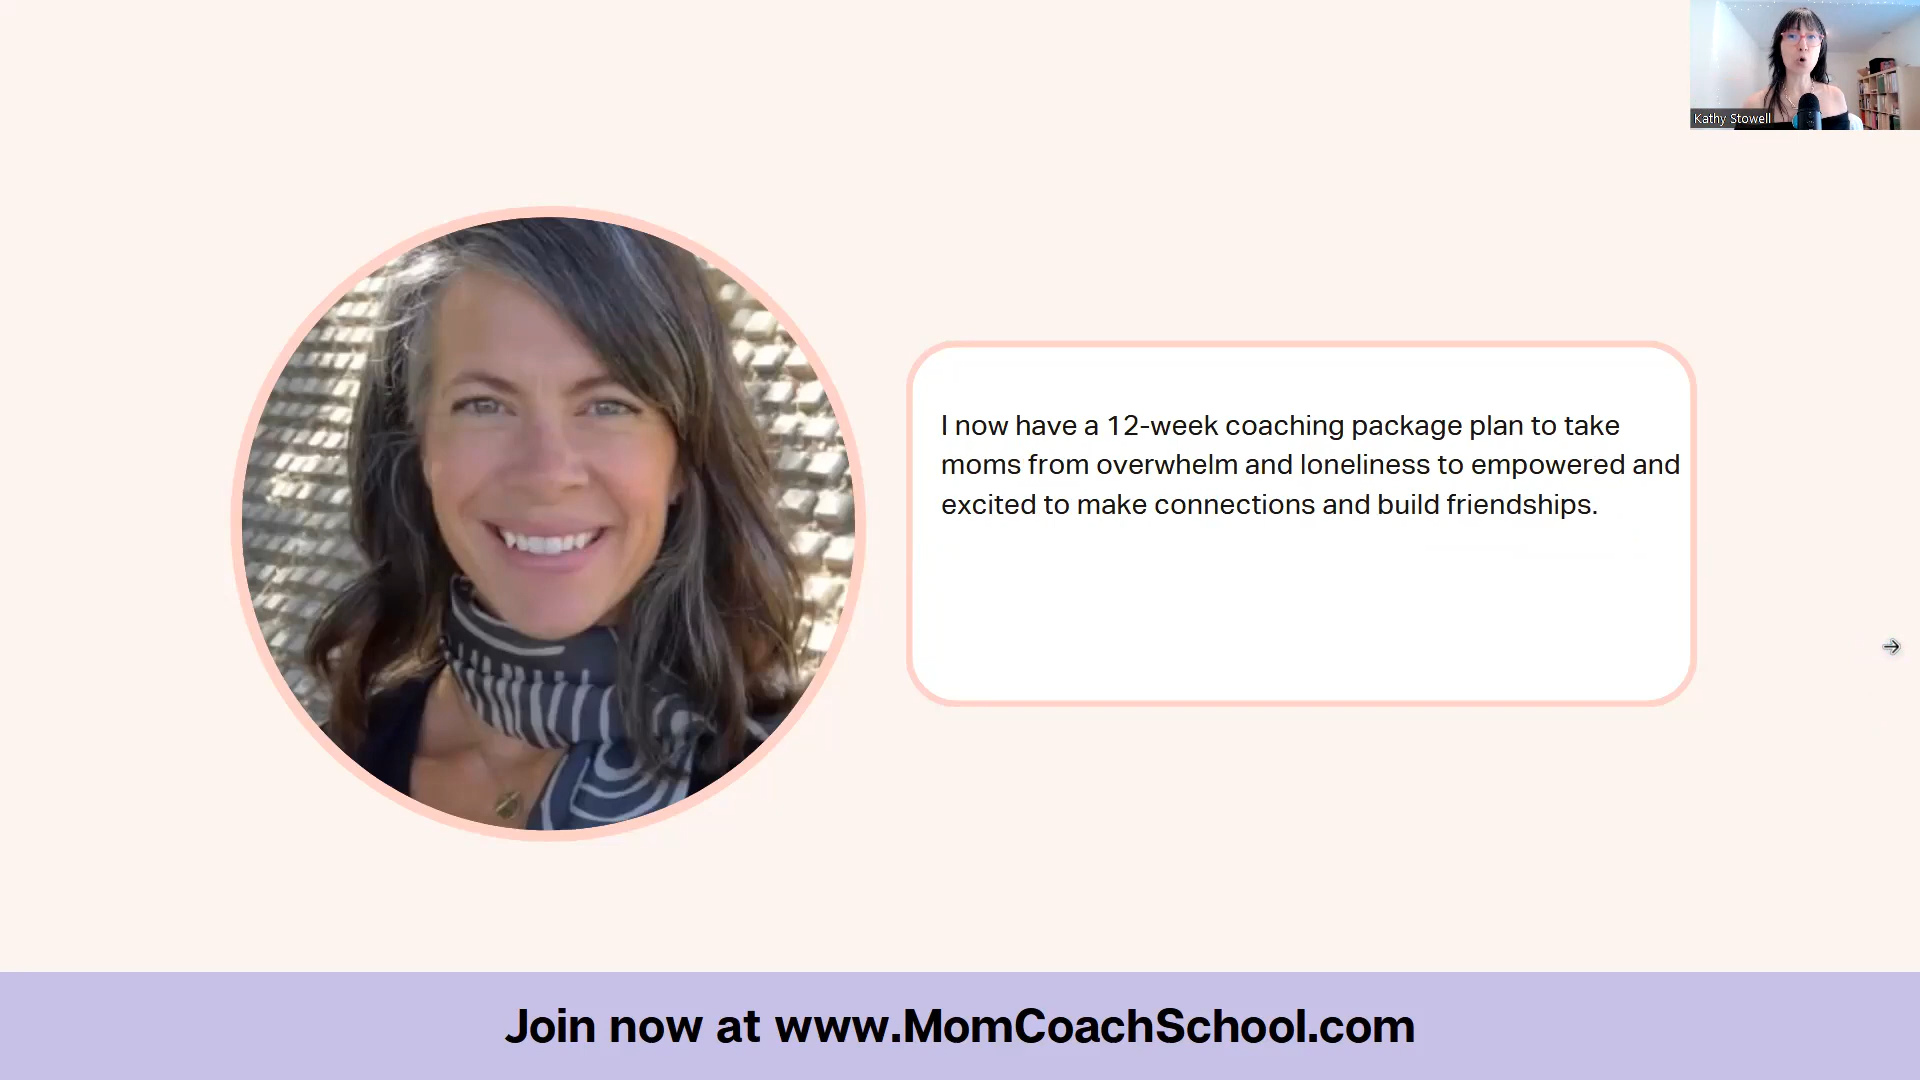 Kathy Stowell
I now have a 12-week coaching package plan to take
moms from overwhelm and loneliness to empowered and
excited to make connections and build friendships.
Join now at www.MomCoachSchool.com